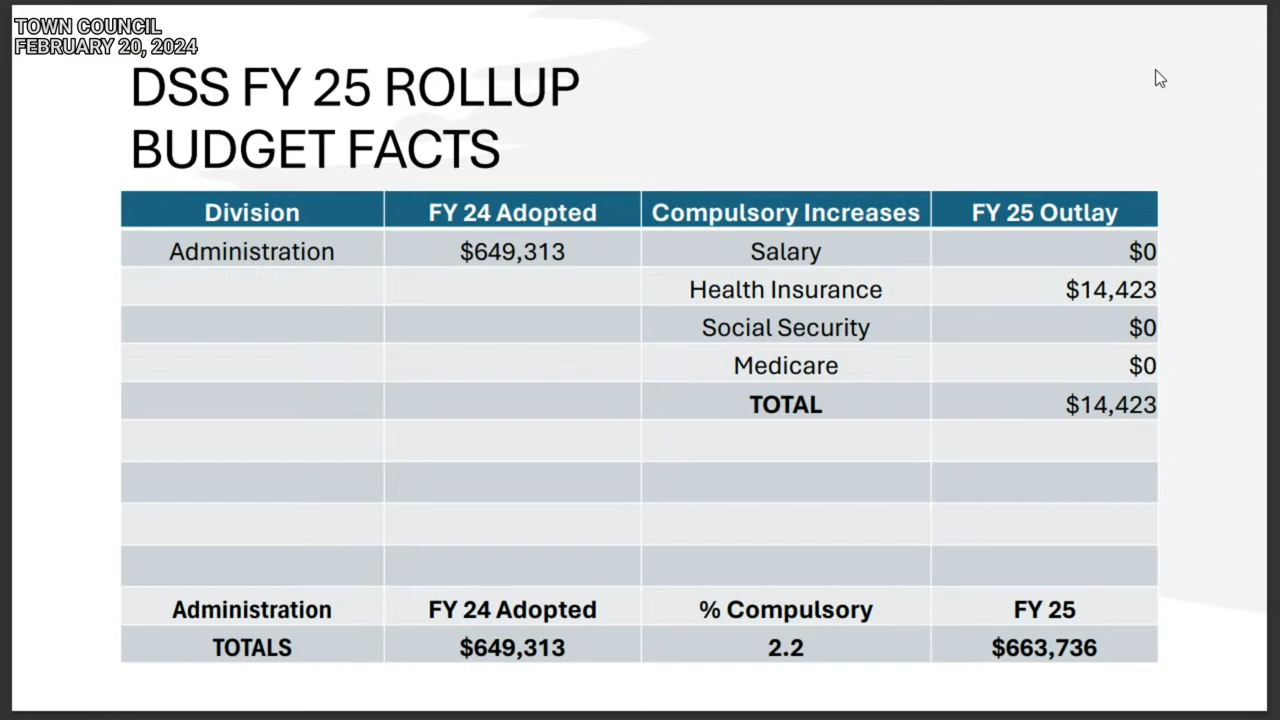 TOWN COUNCIL
FEBRUARY 20, 2024
DSS FY 25 ROLLUP
BUDGET FACTS
Division FY 24 Adopted Compulsory Increases FY 25 Outlay
Administration $649,313 Salary $0
Health Insurance $14,423
Social Security $0
Medicare $0
TOTAL $14,423
Administration FY 24 Adopted % Compulsory FY 25
TOTALS $649,313 2.2 $663,736